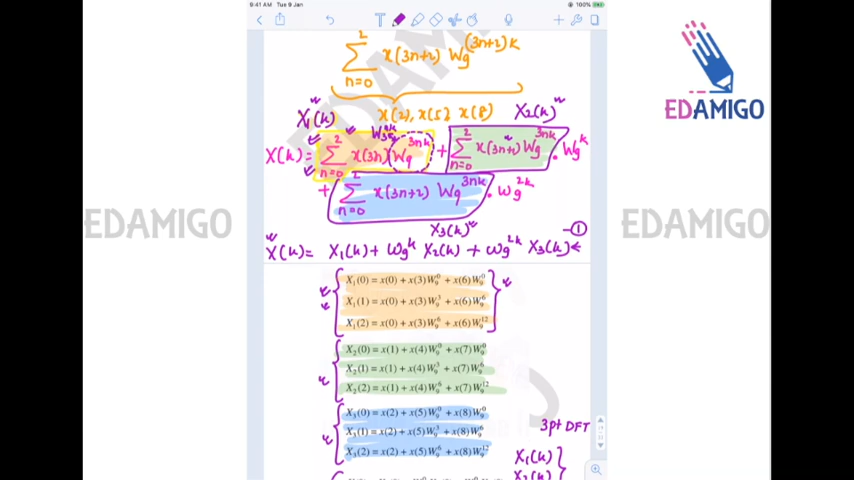 9:41 AM Tue 9 Jan
100%
2
∑ x(3n+2) W9^(3n+2)k
n=0
x(2), x(5) x(8)
X1(k)
X2(k)
EDAMIGO
X(k)= ∑ x(3n) W9^3nk + ∑ x(3n+2) W9^3nk . W9^k
+ ∑ x(3n+2) W9^3nk . W9^2k
X3(k)
EDAMIGO
EDAMIGO
—①
X(k)= X1(k) + W9^k X2(k) + W9^2k X3(k)
X1(0) = x(0) + x(3)W9^0 + x(6)W9^0
X1(1) = x(0) + x(3)W9^3 + x(6)W9^6
X1(2) = x(0) + x(3)W9^6 + x(6)W9^12
X2(0) = x(1) + x(4)W9^0 + x(7)W9^0
X2(1) = x(1) + x(4)W9^3 + x(7)W9^6
X2(2) = x(1) + x(4)W9^6 + x(7)W9^12
X3(0) = x(2) + x(5)W9^0 + x(8)W9^0
X3(1) = x(2) + x(5)W9^3 + x(8)W9^6
X3(2) = x(2) + x(5)W9^6 + x(8)W9^12
3pt DFT
X1(k)
X2(k)